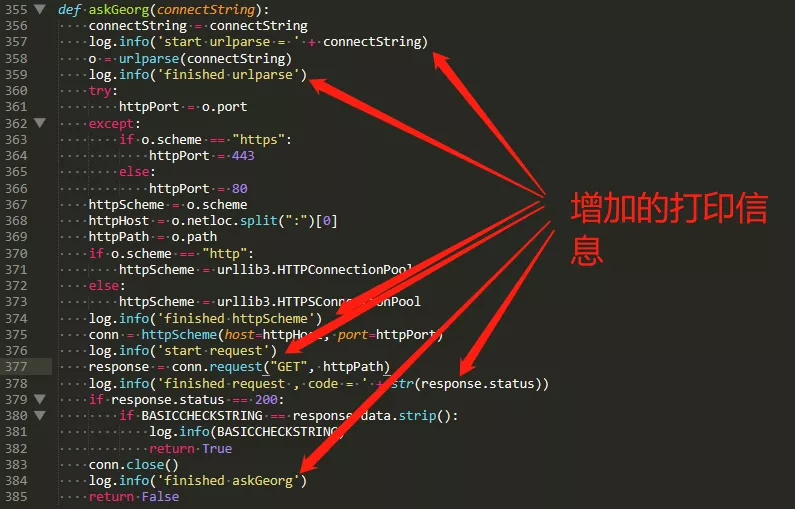 355 def askGeorg(connectString):
356 connectString = connectString
357 log.info('start urlparse = ' + connectString)
358 o = urlparse(connectString)
359 log.info('finished urlparse')
360 try:
361 httpPort = o.port
362 except:
363 if o.scheme == "https":
364 httpPort = 443
365 else:
366 httpPort = 80
367 httpScheme = o.scheme
368 httpHost = o.netloc.split(":")[0]
369 httpPath = o.path
370 if o.scheme == "http":
371 httpScheme = urllib3.HTTPConnectionPool
372 else:
373 httpScheme = urllib3.HTTPSConnectionPool
374 log.info('finished httpScheme')
375 conn = httpScheme(host=httpHost, port=httpPort)
376 log.info('start request')
377 response = conn.request("GET", httpPath)
378 log.info('finished request , code = ' + str(response.status))
379 if response.status == 200:
380 if BASICCHECKSTRING == response.data.strip():
381 log.info(BASICCHECKSTRING)
382 return True
383 conn.close()
384 log.info('finished askGeorg')
385 return False
增加的打印信
息